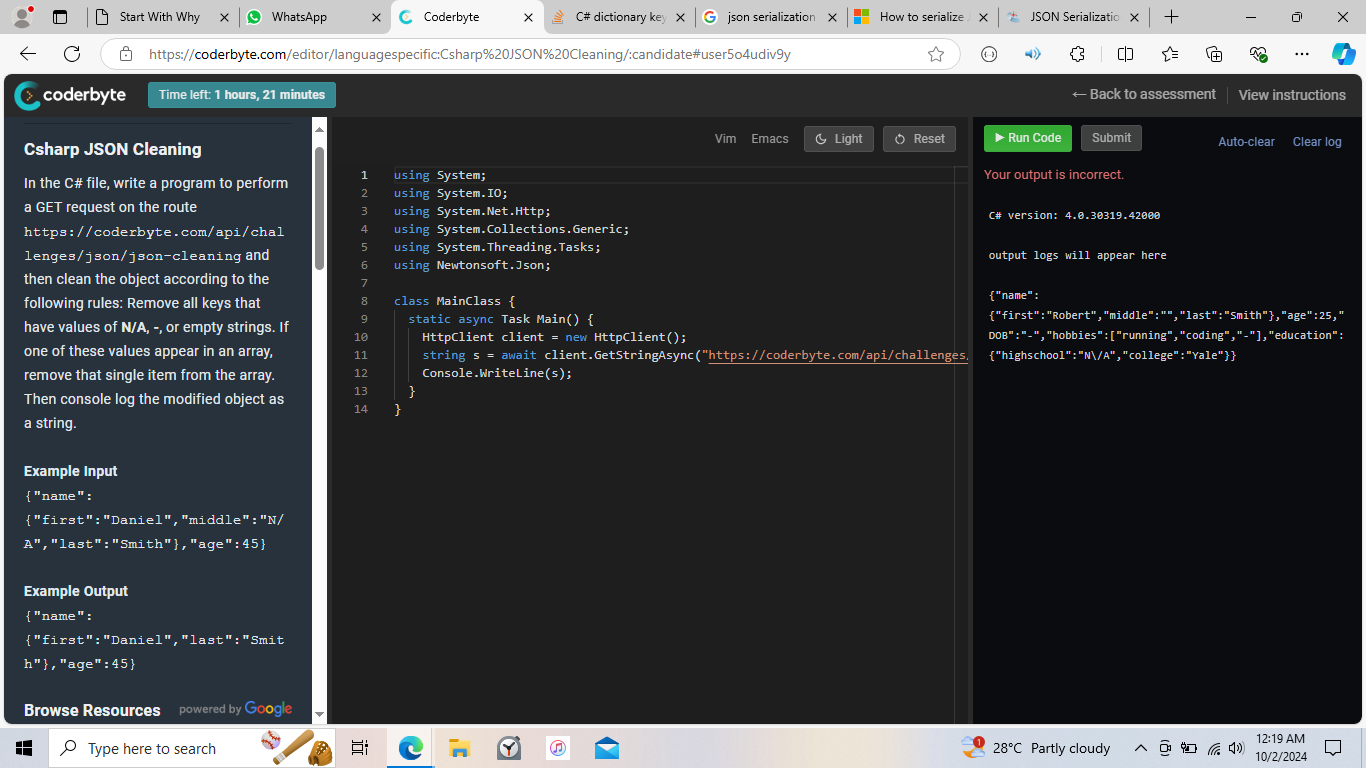 Start With Why
WhatsApp
Coderbyte
C# dictionary key
json serialization
How to serialize
JSON Serializatio
https://coderbyte.com/editor/languagespecific:Csharp%20JSON%20Cleaning/:candidate#user5o4udiv9y
coderbyte
Time left: 1 hours, 21 minutes
← Back to assessment
View instructions
Csharp JSON Cleaning
In the C# file, write a program to perform
a GET request on the route
https://coderbyte.com/api/chal
lenges/json/json-cleaning and
then clean the object according to the
following rules: Remove all keys that
have values of N/A, -, or empty strings. If
one of these values appear in an array,
remove that single item from the array.
Then console log the modified object as
a string.
Example Input
{"name":
{"first":"Daniel","middle":"N/
A","last":"Smith"},"age":45}
Example Output
{"name":
{"first":"Daniel","last":"Smit
h"},"age":45}
Browse Resources
powered by Google
Vim
Emacs
Light
Reset
1 using System;
2 using System.IO;
3 using System.Net.Http;
4 using System.Collections.Generic;
5 using System.Threading.Tasks;
6 using Newtonsoft.Json;
7
8 class MainClass {
9 static async Task Main() {
10 HttpClient client = new HttpClient();
11 string s = await client.GetStringAsync("https://coderbyte.com/api/challenges/
12 Console.WriteLine(s);
13 }
14 }
Run Code
Submit
Auto-clear
Clear log
Your output is incorrect.
C# version: 4.0.30319.42000
output logs will appear here
{"name":
{"first":"Robert","middle":"","last":"Smith"},"age":25,"
DOB":"-","hobbies":["running","coding","-"],"education":
{"highschool":"N\/A","college":"Yale"}}
Type here to search
1
28°C Partly cloudy
12:19 AM
10/2/2024